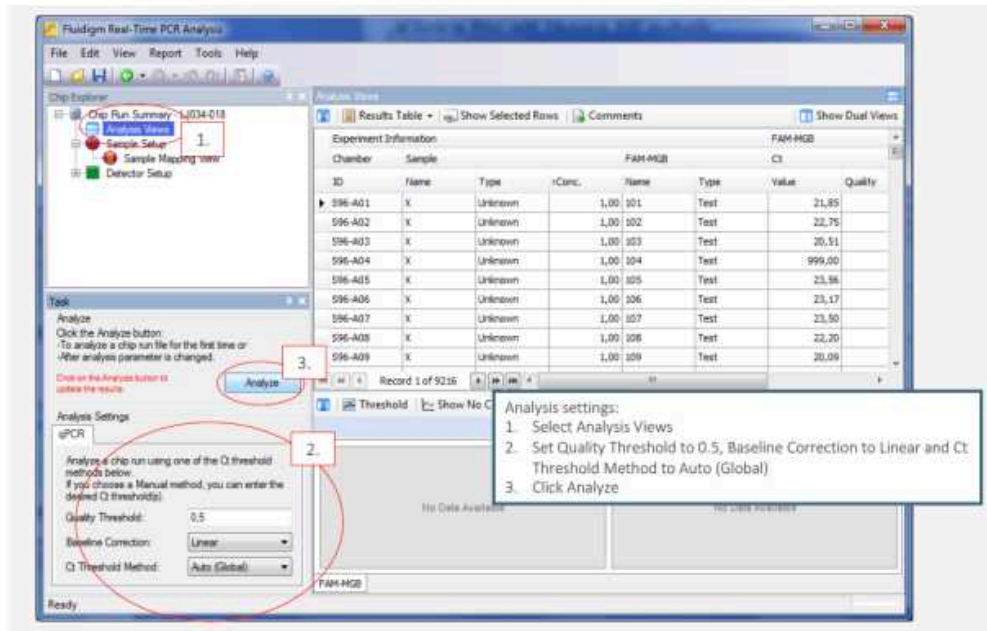 Fluidigm Real-Time PCR Analysis
File Edit View Report Tools Help
Chip Explorer
Chip Run Summary
034-018
Analysis Views
1.
Sample Setup
Sample Mapping View
Detector Setup
Analysis Views
Results Table Show Selected Rows Comments Show Dual Views
Experiment Information FAM-MGB
Chamber Sample FAM-MGB Ct
ID Name Type rConc. Name Type Value Quality
S96-A01 X Unknown 1,00 101 Test 21,85
S96-A02 X Unknown 1,00 102 Test 22,75
S96-A03 X Unknown 1,00 103 Test 20,51
S96-A04 X Unknown 1,00 104 Test 999,00
S96-A05 X Unknown 1,00 105 Test 23,56
S96-A06 X Unknown 1,00 106 Test 23,17
S96-A07 X Unknown 1,00 107 Test 23,50
S96-A08 X Unknown 1,00 108 Test 22,20
S96-A09 X Unknown 1,00 109 Test 20,09
Record 1 of 9216
Threshold Show No C
Task
Analyze
Click the Analyze button:
-To analyze a chip run file for the first time or
-After analysis parameter is changed.
Click on the Analyze button to
update the results.
Analyze
3.
Analysis Settings
qPCR
2.
Analyze a chip run using one of the Ct threshold
methods below.
If you choose a Manual method, you can enter the
desired Ct threshold(s).
Quality Threshold: 0,5
Baseline Correction: Linear
Ct Threshold Method: Auto (Global)
Analysis settings:
1. Select Analysis Views
2. Set Quality Threshold to 0.5, Baseline Correction to Linear and Ct
Threshold Method to Auto (Global)
3. Click Analyze
No Data Available
No Data Available
FAM-MGB
Ready